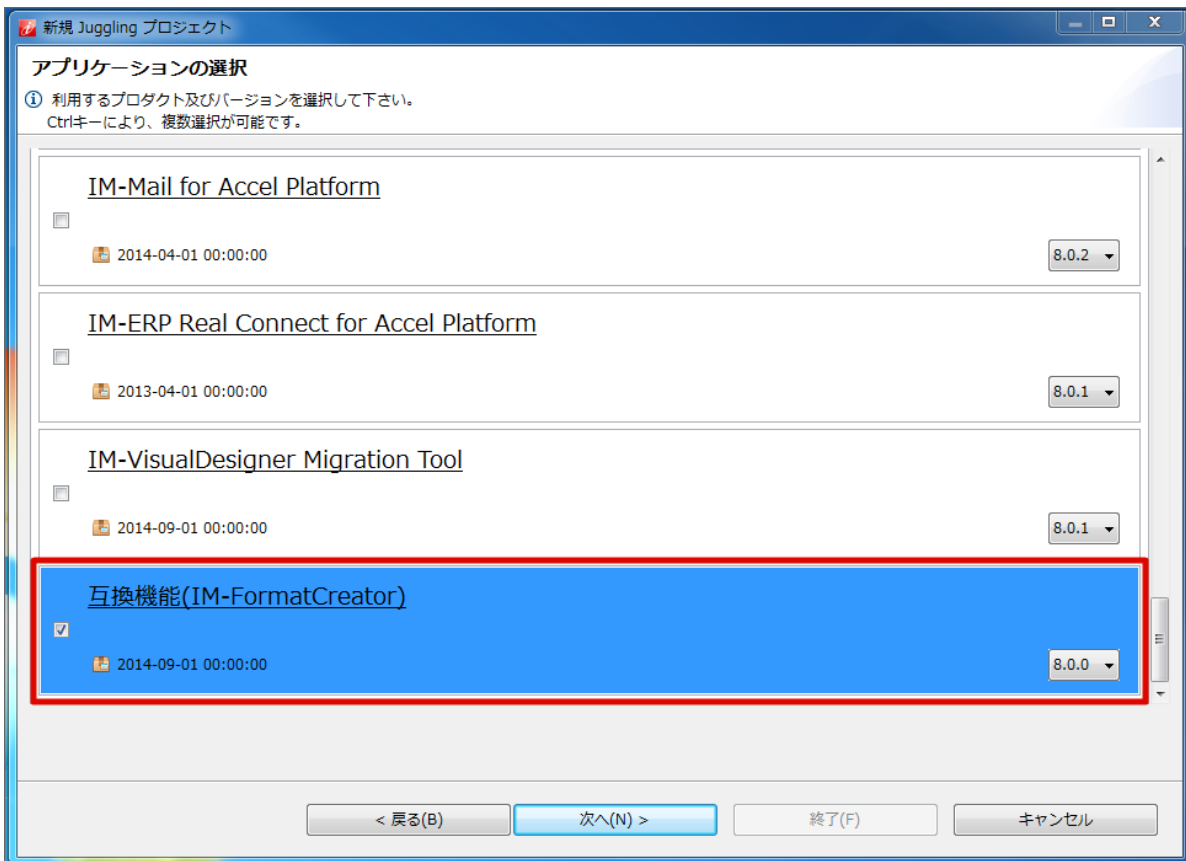 新規 Juggling プロジェクト
アプリケーションの選択
利用するプロダクト及びバージョンを選択して下さい。
Ctrlキーにより、複数選択が可能です。
IM-Mail for Accel Platform
2014-04-01 00:00:00
8.0.2
IM-ERP Real Connect for Accel Platform
2013-04-01 00:00:00
8.0.1
IM-VisualDesigner Migration Tool
2014-09-01 00:00:00
8.0.1
互換機能(IM-FormatCreator)
2014-09-01 00:00:00
8.0.0
< 戻る(B)
次へ(N) >
終了(F)
キャンセル